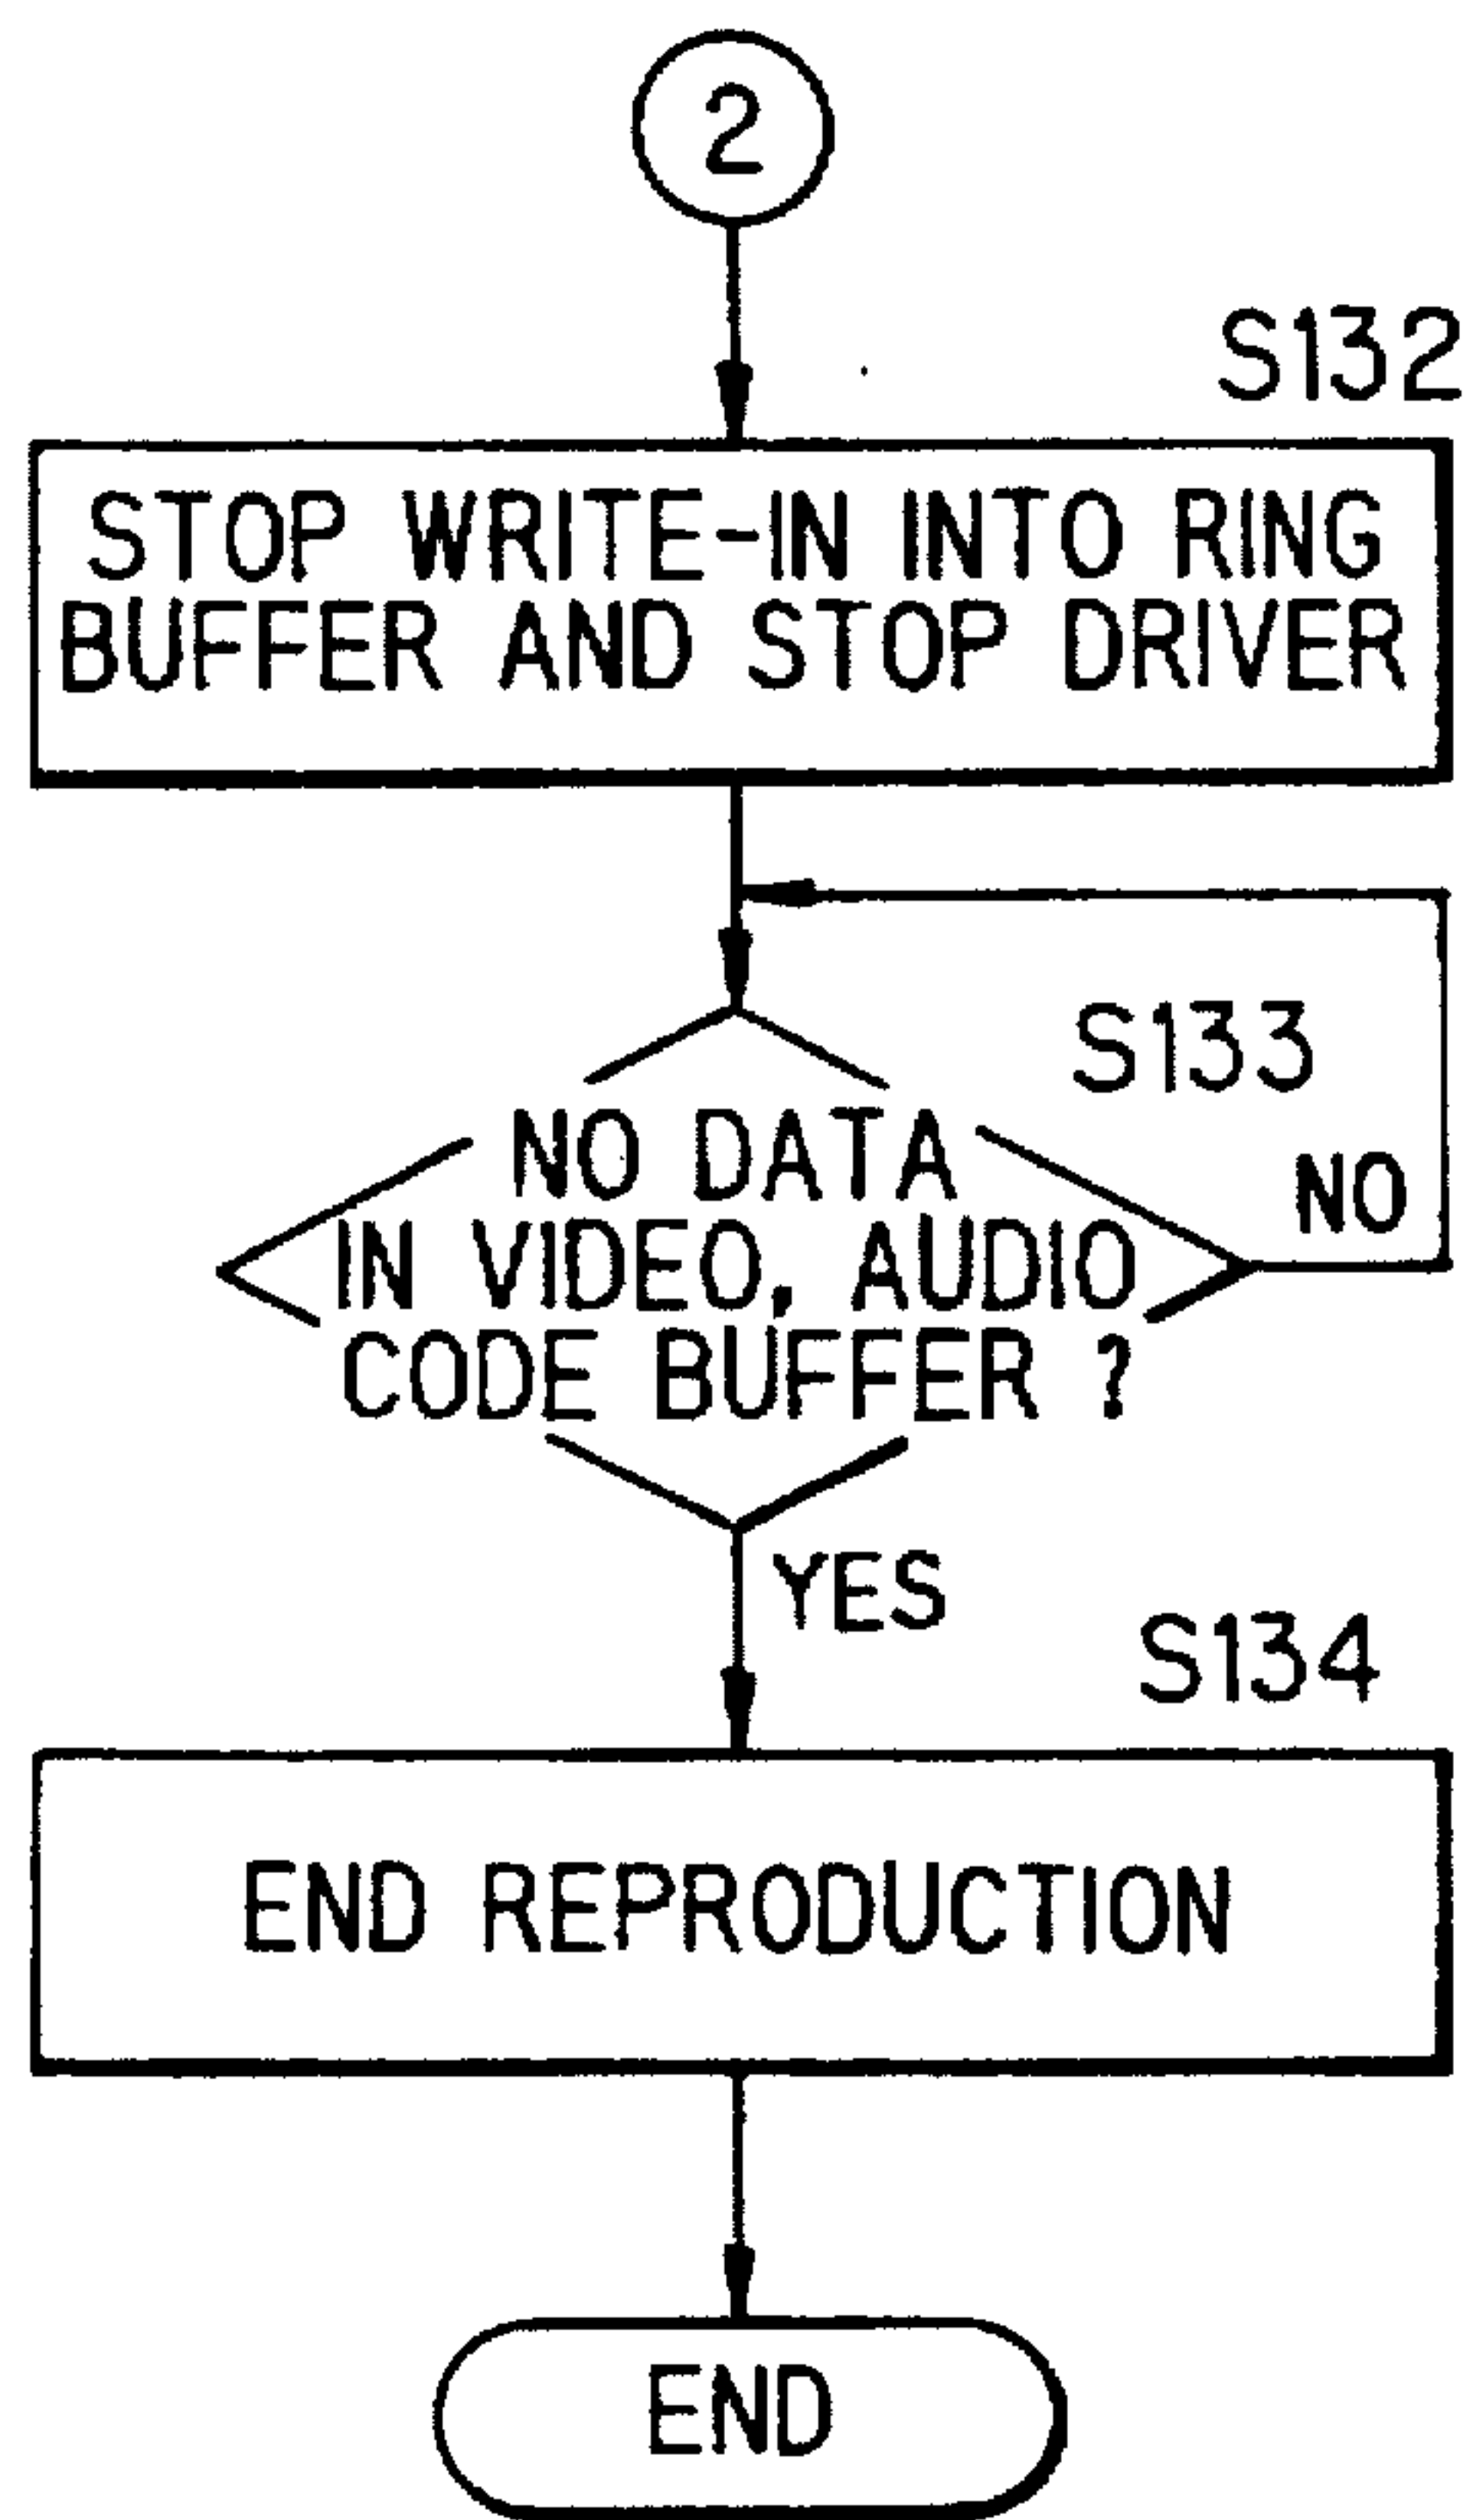 2
S132
STOP WRITE-IN INTO RING
BUFFER AND STOP DRIVER
S133
NO DATA
IN VIDEO, AUDIO
CODE BUFFER ?
NO
YES
S134
END REPRODUCTION
END